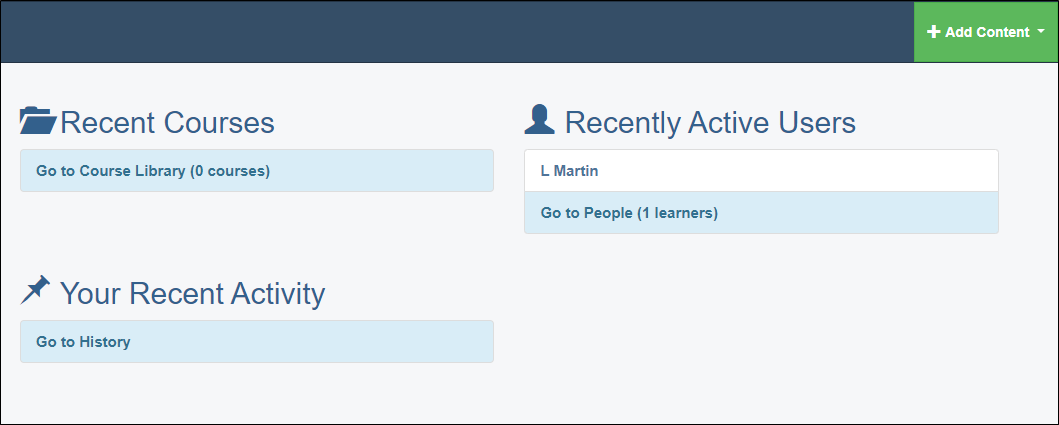 Add Content
Recent Courses
Go to Course Library (0 courses)
Recently Active Users
L Martin
Go to People (1 learners)
Your Recent Activity
Go to History